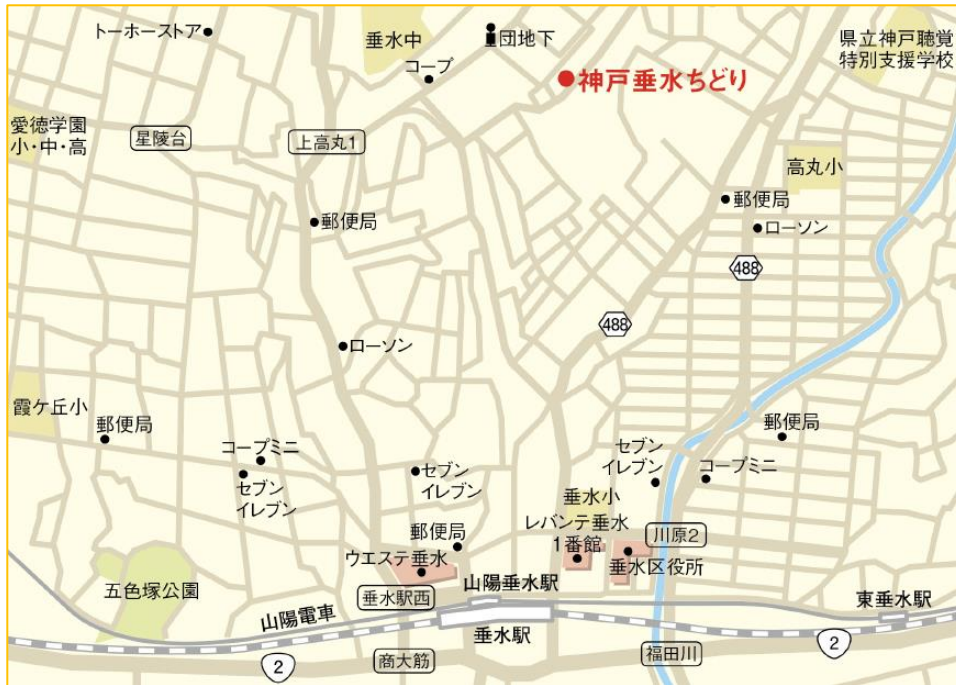 トーホーストア
垂水中
団地下
コープ
神戸垂水ちどり
県立神戸聴覚
特別支援学校
愛徳学園
小・中・高
星陵台
上高丸1
高丸小
郵便局
郵便局
ローソン
488
488
ローソン
霞ケ丘小
郵便局
コープミニ
セブン
イレブン
セブン
イレブン
セブン
イレブン
郵便局
コープミニ
垂水小
レバンテ垂水
1番館
川原2
垂水区役所
郵便局
ウエステ垂水
五色塚公園
垂水駅西
山陽垂水駅
東垂水駅
山陽電車
垂水駅
2
商大筋
福田川
2